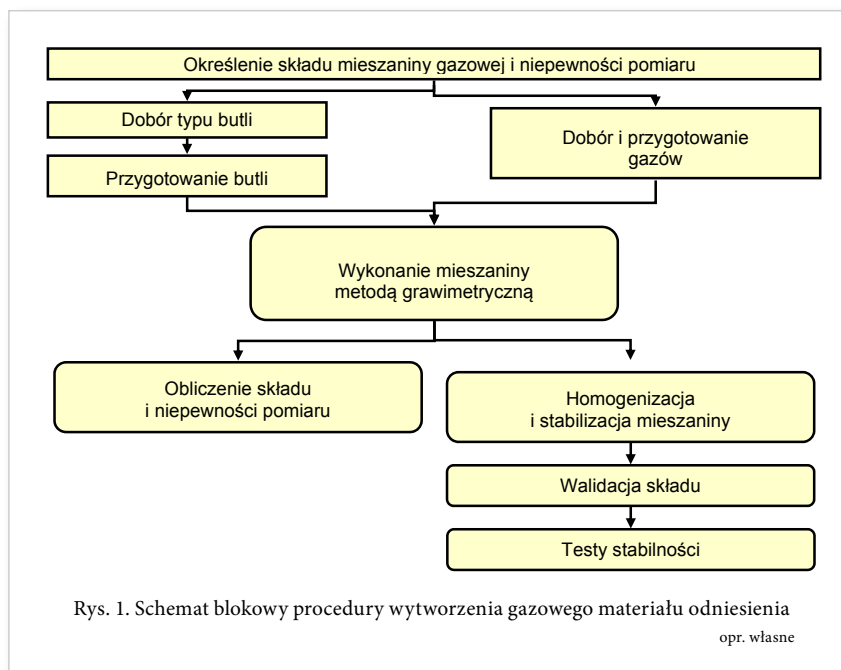 Określenie składu mieszaniny gazowej i niepewności pomiaru
Dobór typu butli
Przygotowanie butli
Dobór i przygotowanie
gazów
Wykonanie mieszaniny
metodą grawimetryczną
Obliczenie składu
i niepewności pomiaru
Homogenizacja
i stabilizacja mieszaniny
Walidacja składu
Testy stabilności
Rys. 1. Schemat blokowy procedury wytworzenia gazowego materiału odniesienia
opr. własne